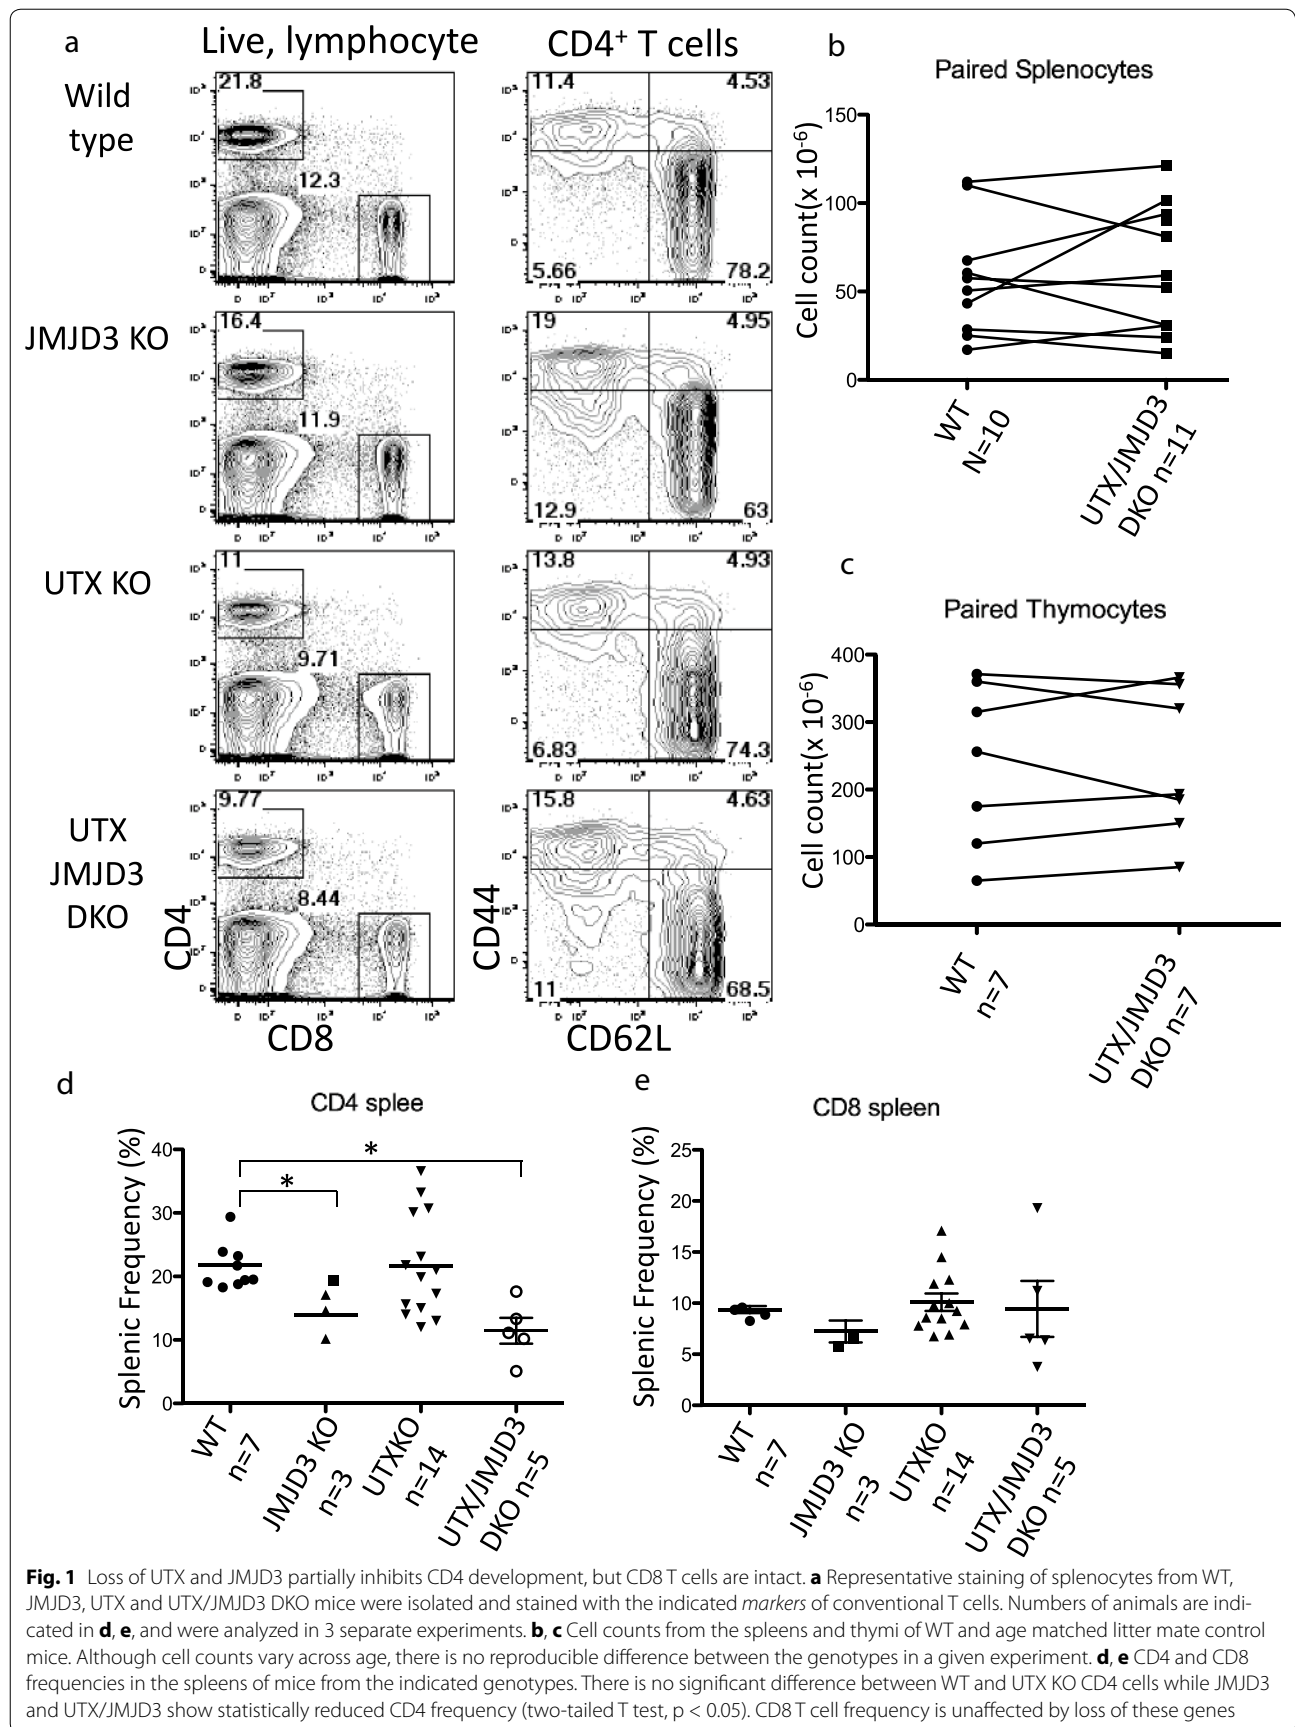 a
Live, lymphocyte
CD4+ T cells
Wild
type
21.8
12.3
11.4
4.53
5.66
78.2
JMJD3 KO
16.4
11.9
19
4.95
12.9
63
UTX KO
11
9.71
13.8
4.93
6.83
74.3
UTX
JMJD3
DKO
9.77
8.44
15.8
4.63
11
68.5
CD4
CD44
CD8
CD62L
b
Paired Splenocytes
Cell count(x 10-6)
150
100
50
0
WT
N=10
UTX/JMJD3
DKO n=11
c
Paired Thymocytes
Cell count(x 10-6)
400
300
200
100
0
WT
n=7
UTX/JMJD3
DKO n=7
d
CD4 splee
Splenic Frequency (%)
40
30
20
10
0
*
*
WT
n=7
JMJD3 KO
n=3
UTXKO
n=14
UTX/JMJD3
DKO n=5
e
CD8 spleen
Splenic Frequency (%)
25
20
15
10
5
0
WT
n=7
JMJD3 KO
n=3
UTXKO
n=14
UTX/JMJD3
DKO n=5
Fig. 1 Loss of UTX and JMJD3 partially inhibits CD4 development, but CD8 T cells are intact. a Representative staining of splenocytes from WT,
JMJD3, UTX and UTX/JMJD3 DKO mice were isolated and stained with the indicated markers of conventional T cells. Numbers of animals are indi-
cated in d, e, and were analyzed in 3 separate experiments. b, c Cell counts from the spleens and thymi of WT and age matched litter mate control
mice. Although cell counts vary across age, there is no reproducible difference between the genotypes in a given experiment. d, e CD4 and CD8
frequencies in the spleens of mice from the indicated genotypes. There is no significant difference between WT and UTX KO CD4 cells while JMJD3
and UTX/JMJD3 show statistically reduced CD4 frequency (two-tailed T test, p < 0.05). CD8 T cell frequency is unaffected by loss of these genes